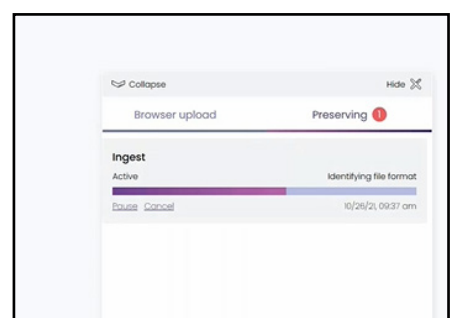 Collapse
Hide
Browser upload
Preserving 1
Ingest
Active
Identifying file format
Pause Cancel
10/26/21, 09:37 am